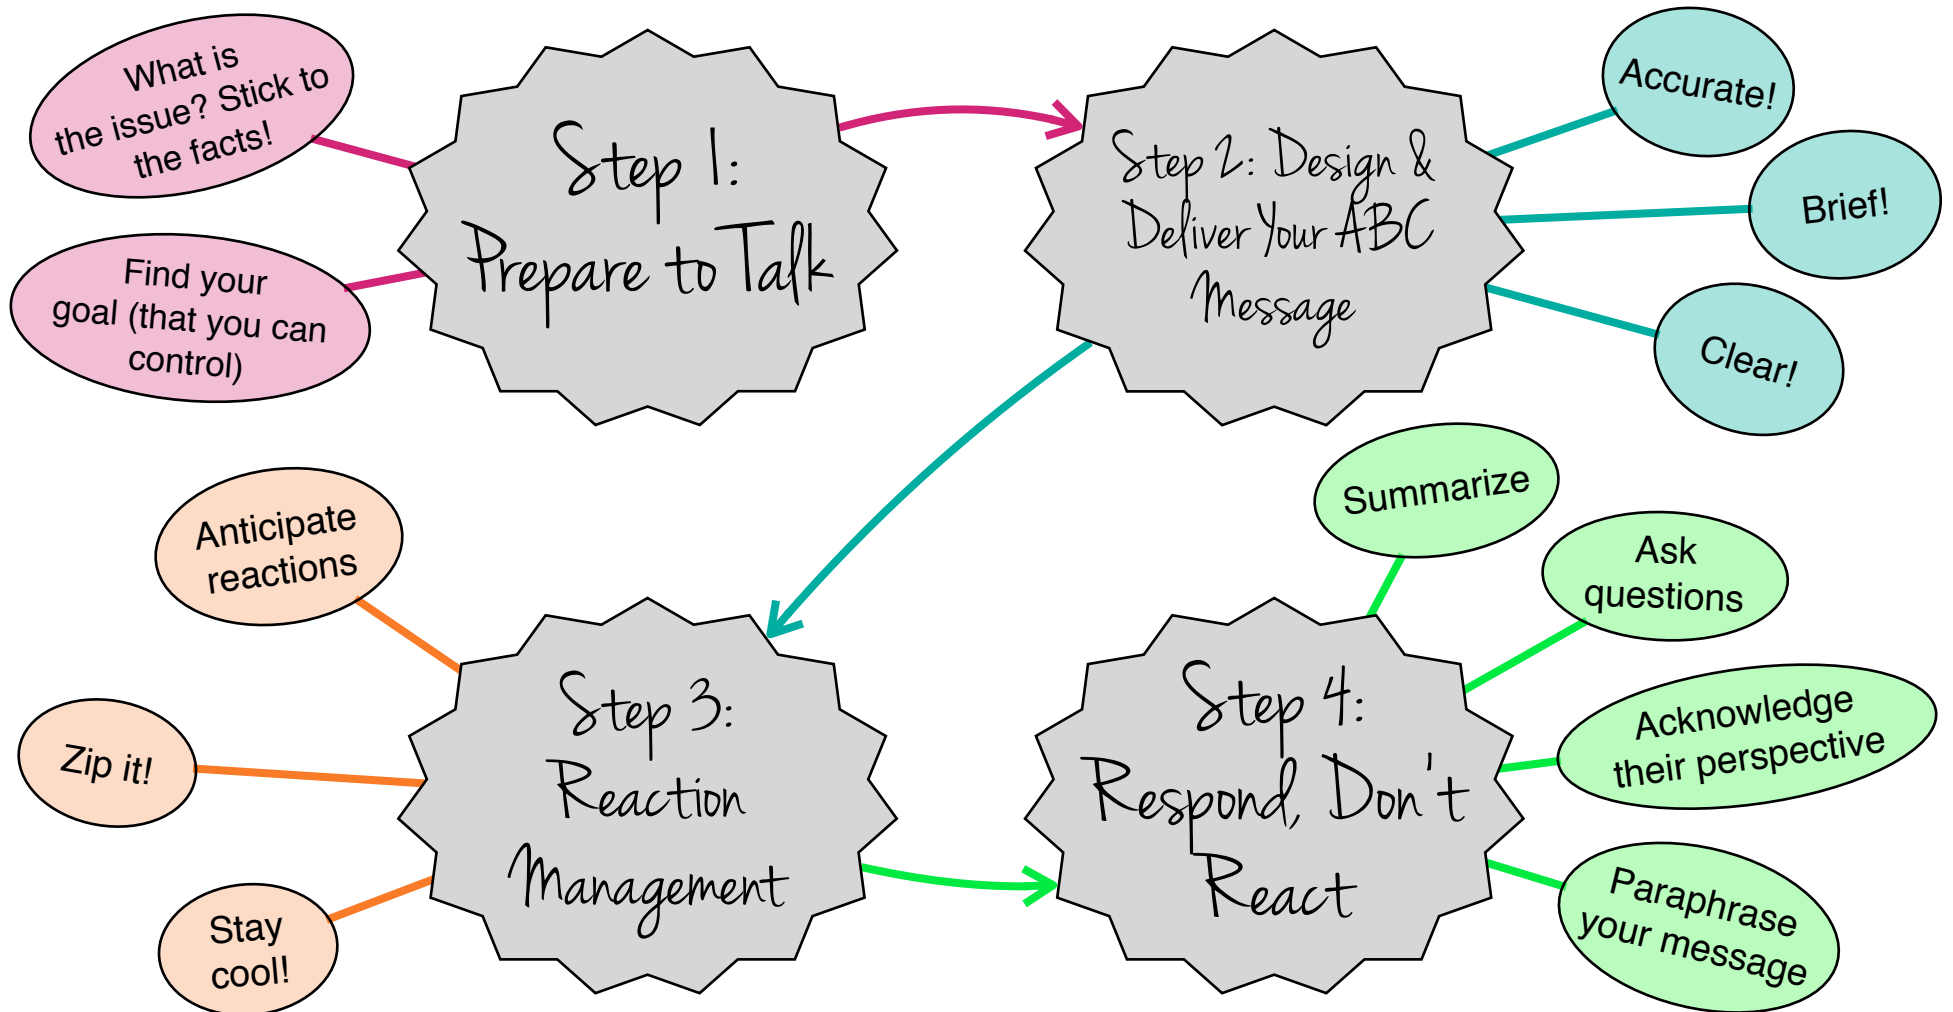 What is
the issue? Stick to
the facts!
Find your
goal (that you can
control)
Step 1:
Prepare to Talk
Step 2: Design &
Deliver Your ABC
Message
Accurate!
Brief!
Clear!
Anticipate
reactions
Zip it!
Stay
cool!
Step 3:
Reaction
Management
Step 4:
Respond, Don't
React
Summarize
Ask
questions
Acknowledge
their perspective
Paraphrase
your message